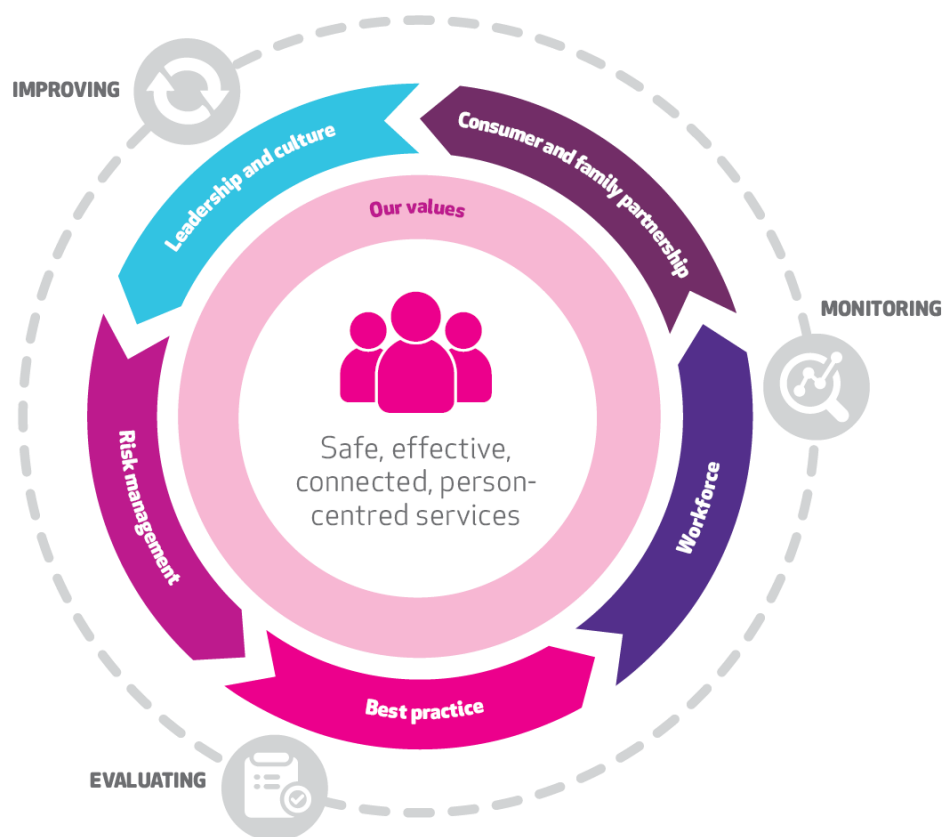 IMPROVING
Leadership and culture
Consumer and family partnership
Our values
MONITORING
Safe, effective,
connected, person-
centred services
Risk management
Workforce
Best practice
EVALUATING